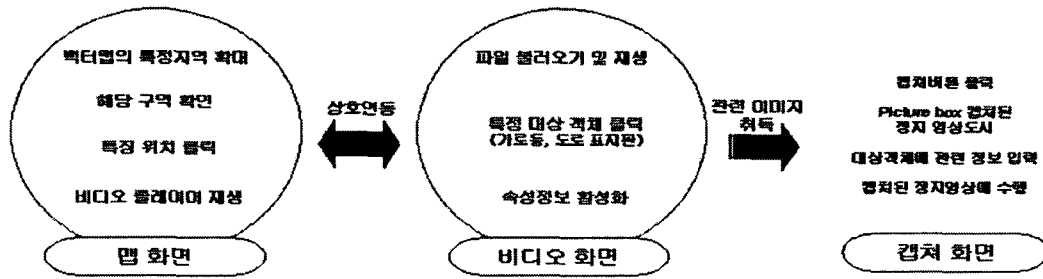 벡터맵의 특정지역 확대
해당 구역 확인
특정 위치 클릭
비디오 플레이어 재생
맵 화면
상호연동
파일 불러오기 및 재생
특정 대상 객체 클릭
(가로등, 도로 표지판)
속성정보 활성화
비디오 화면
관련 이미지
취득
캡쳐버튼 클릭
Picture box 캡쳐된
정지 영상도시
대상객체에 관련 정보 입력
캡쳐된 정지영상에 수행
캡쳐 화면